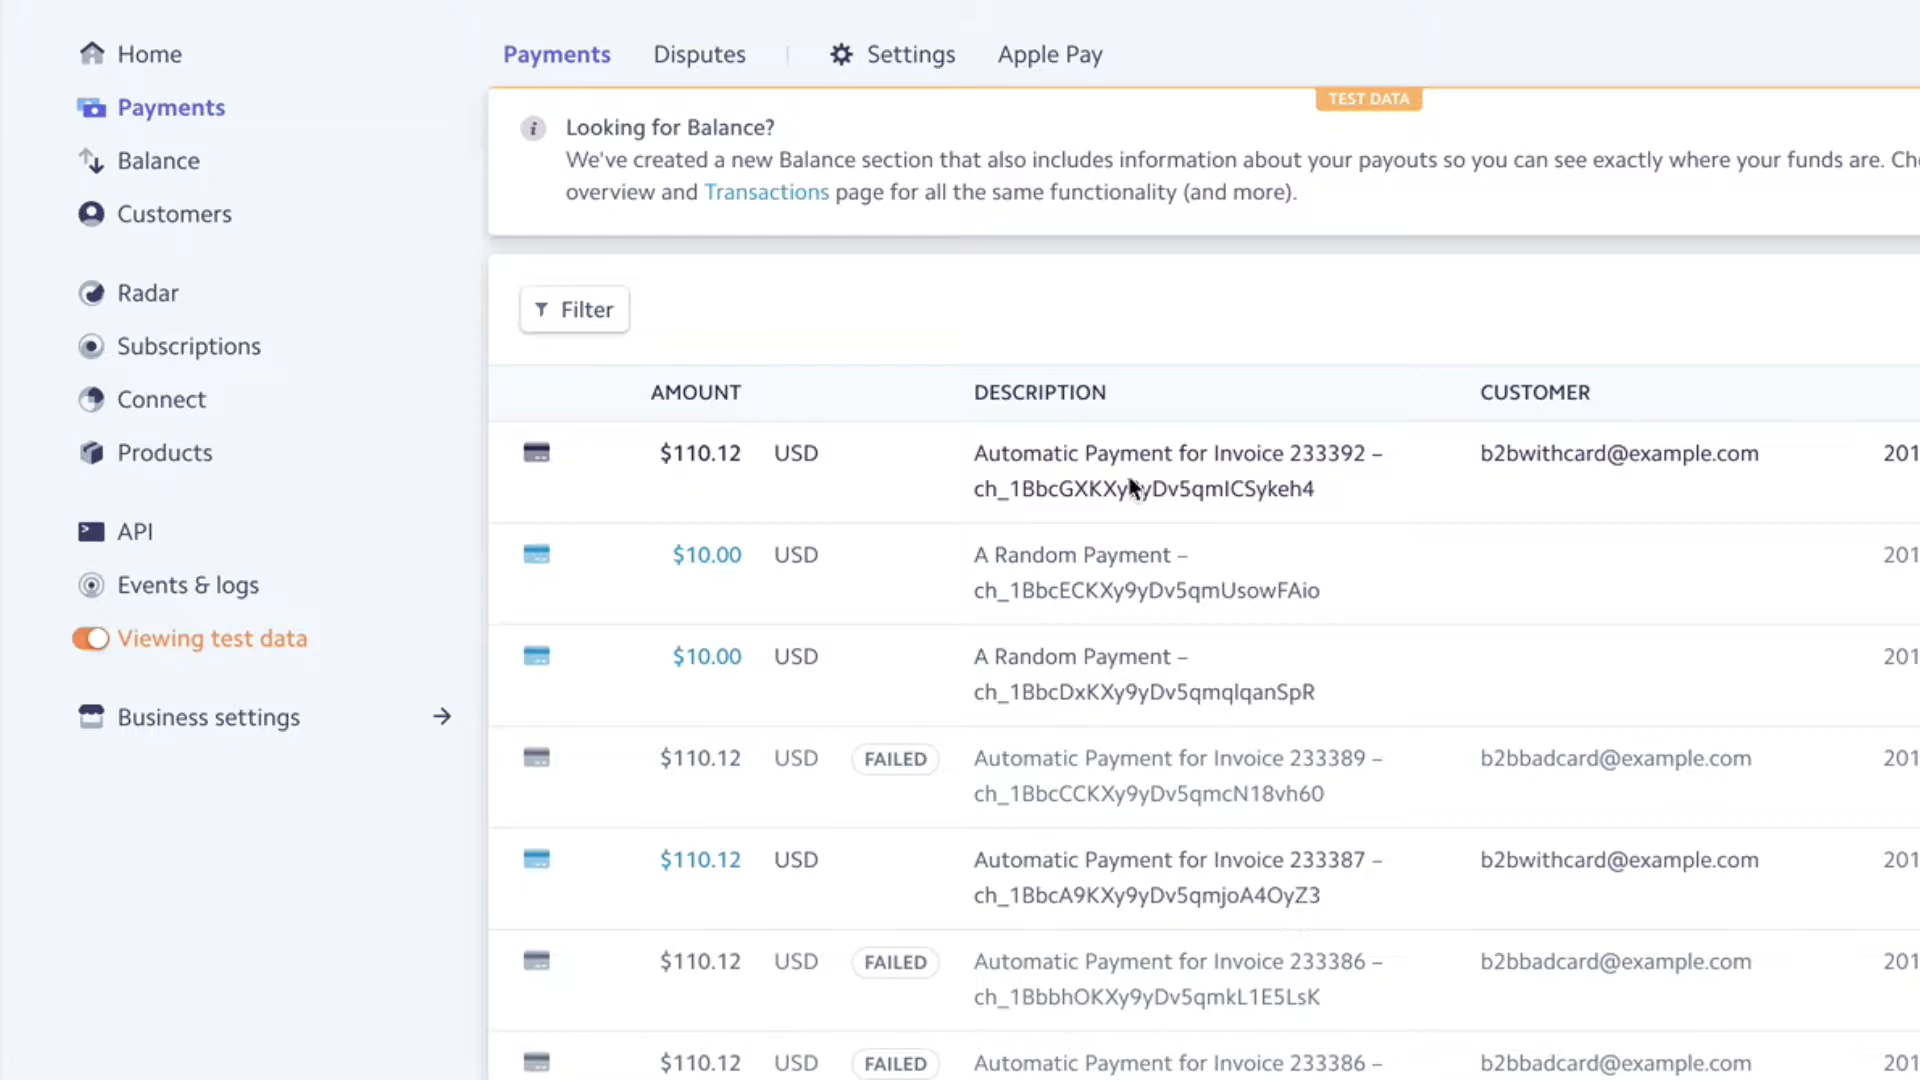 Home
Payments
Balance
Customers
Radar
Subscriptions
Connect
Products
API
Events & logs
Viewing test data
Business settings
Payments Disputes Settings Apple Pay
TEST DATA
Looking for Balance?
We've created a new Balance section that also includes information about your payouts so you can see exactly where your funds are.
overview and Transactions page for all the same functionality (and more).
Filter
AMOUNT DESCRIPTION CUSTOMER
$110.12 USD Automatic Payment for Invoice 233392 – b2bwithcard@example.com 201
$10.00 USD A Random Payment – 201
ch_1BbcECKXy9yDv5qmUsowFAio
$10.00 USD A Random Payment – 201
ch_1BbcDxKXy9yDv5qmqlqanSpR
$110.12 USD FAILED Automatic Payment for Invoice 233389 – b2bbadcard@example.com 201
ch_1BbcCCKXy9yDv5qmcN18vh60
$110.12 USD Automatic Payment for Invoice 233387 – b2bwithcard@example.com 201
ch_1BbcA9KXy9yDv5qmjoA4OyZ3
$110.12 USD FAILED Automatic Payment for Invoice 233386 – b2bbadcard@example.com 201
ch_1BbbhOKXy9yDv5qmkL1E5LsK
$110.12 USD FAILED Automatic Payment for Invoice 233386 – b2bbadcard@example.com 201